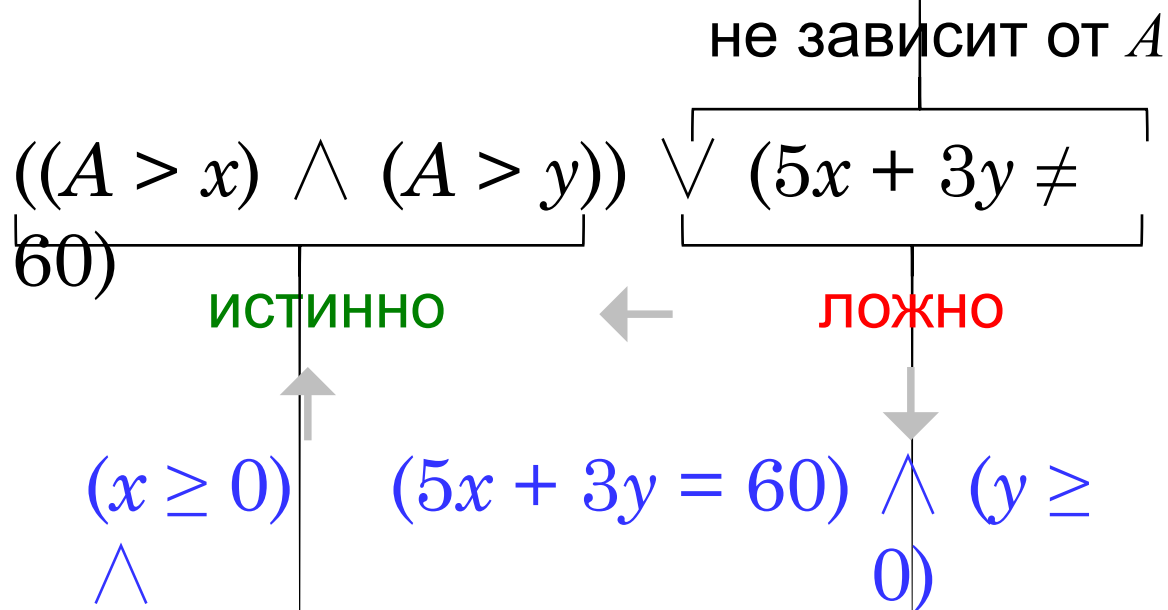 не зависит от A
((A > x) ∧ (A > y)) ∨ (5x + 3y ≠
60)
истинно ложно
(x ≥ 0) (5x + 3y = 60) ∧ (y ≥
∧ 0)